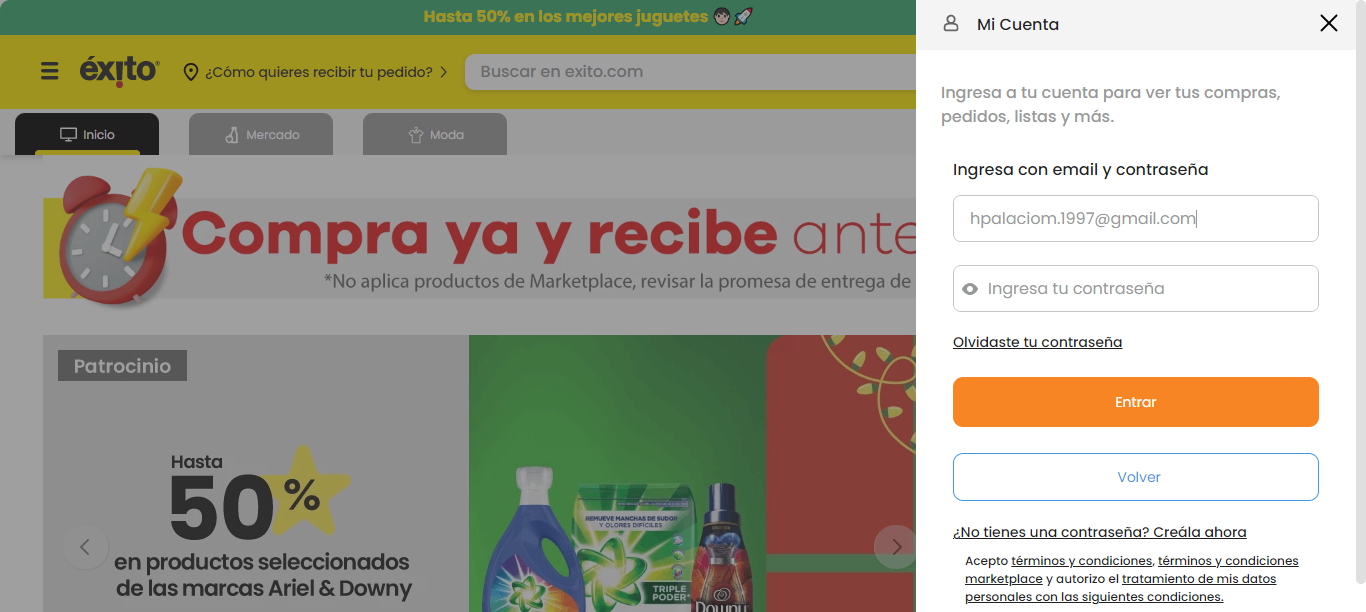 Hasta 50% en los mejores juguetes
éxito
¿Cómo quieres recibir tu pedido?
Buscar en exito.com
Inicio
Mercado
Moda
Compra ya y recibe ante
*No aplica productos de Marketplace, revisar la promesa de entrega de
Patrocinio
Hasta
50%
en productos seleccionados
de las marcas Ariel & Downy
REMUEVE MANCHAS DE SUDOR
Y OLORES DIFÍCILES
TRIPLE
PODER*
Downy
Mi Cuenta
Ingresa a tu cuenta para ver tus compras,
pedidos, listas y más.
Ingresa con email y contraseña
hpalaciom.1997@gmail.com
Ingresa tu contraseña
Olvidaste tu contraseña
Entrar
Volver
¿No tienes una contraseña? Creála ahora
Acepto términos y condiciones, términos y condiciones
marketplace y autorizo el tratamiento de mis datos
personales con las siguientes condiciones.